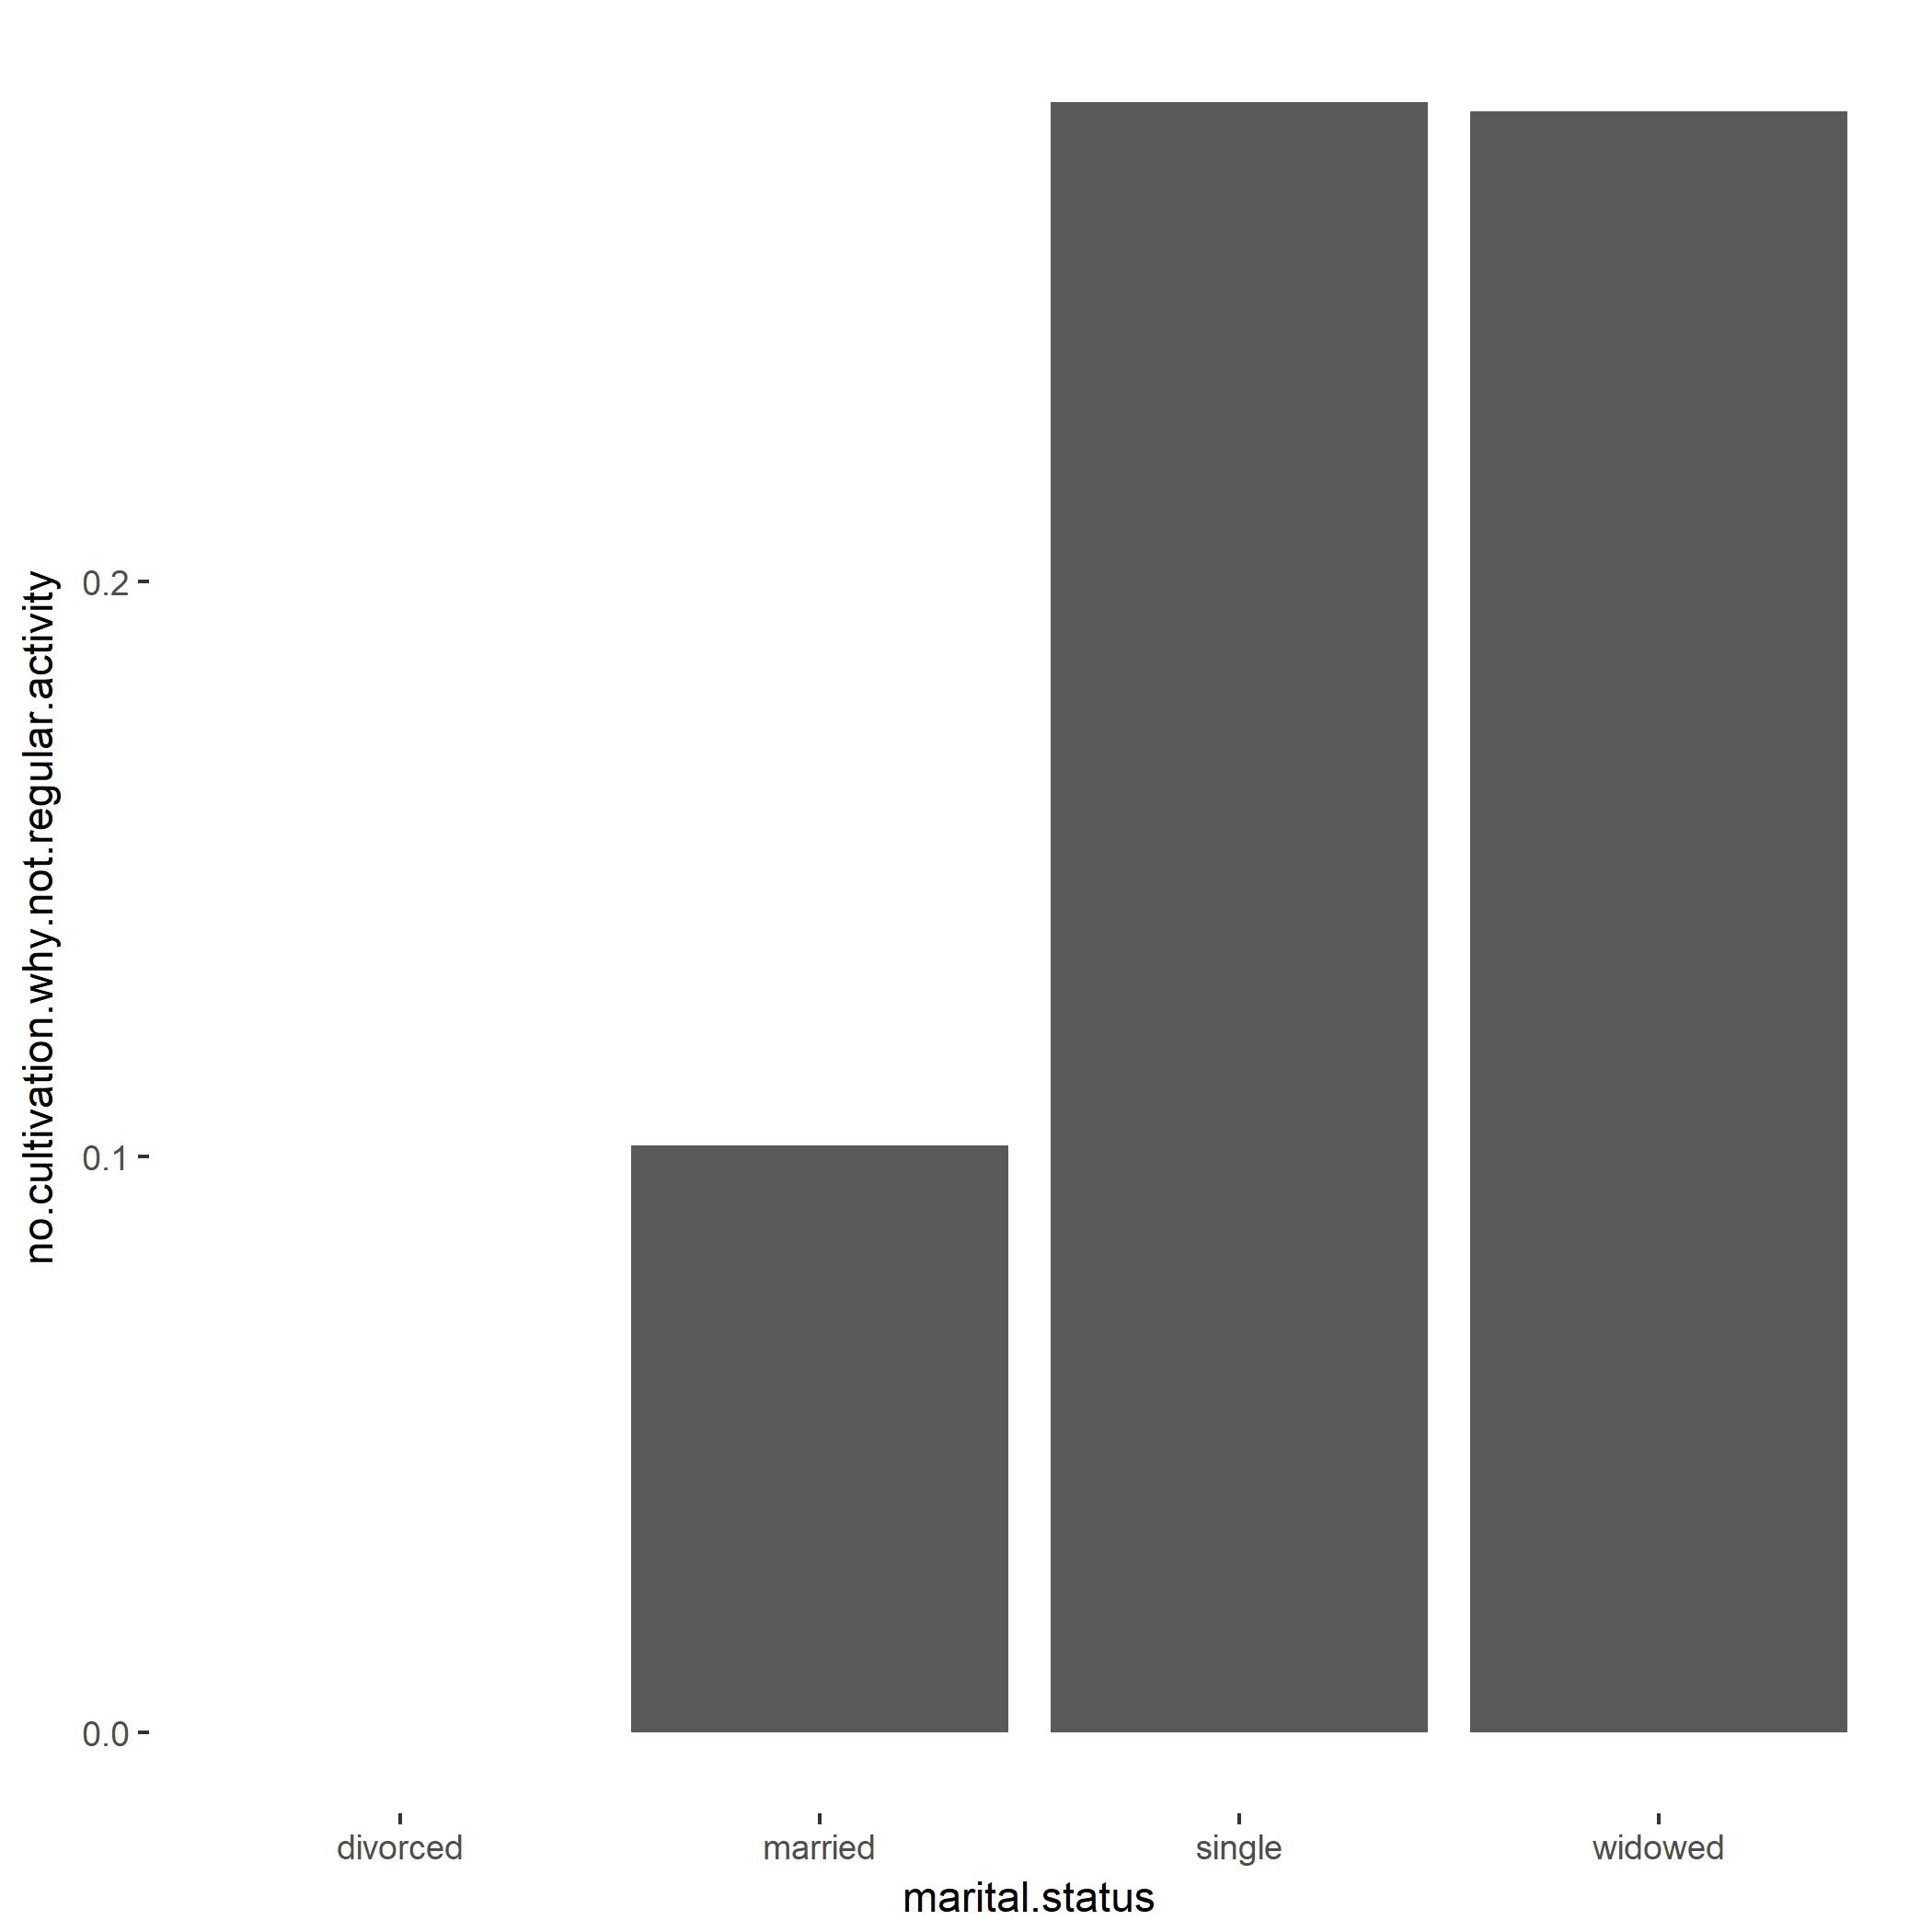 no.cultivation.why.not.regular.activity
0.2
0.1
0.0
divorced married single widowed
marital.status